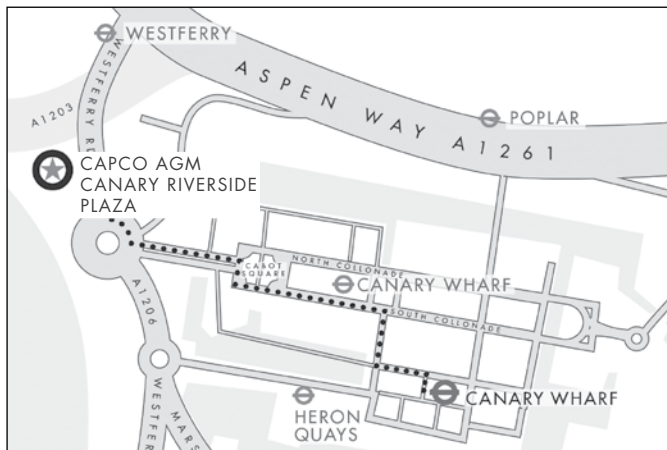 WESTFERRY
WESTFERRY RD
A1203
ASPEN WAY A1261
POPLAR
CAPCO AGM
CANARY RIVERSIDE
PLAZA
CABOT
SQUARE
NORTH COLLONADE
CANARY WHARF
SOUTH COLLONADE
A1206
CANARY WHARF
HERON
QUAYS
WESTFER
MARS